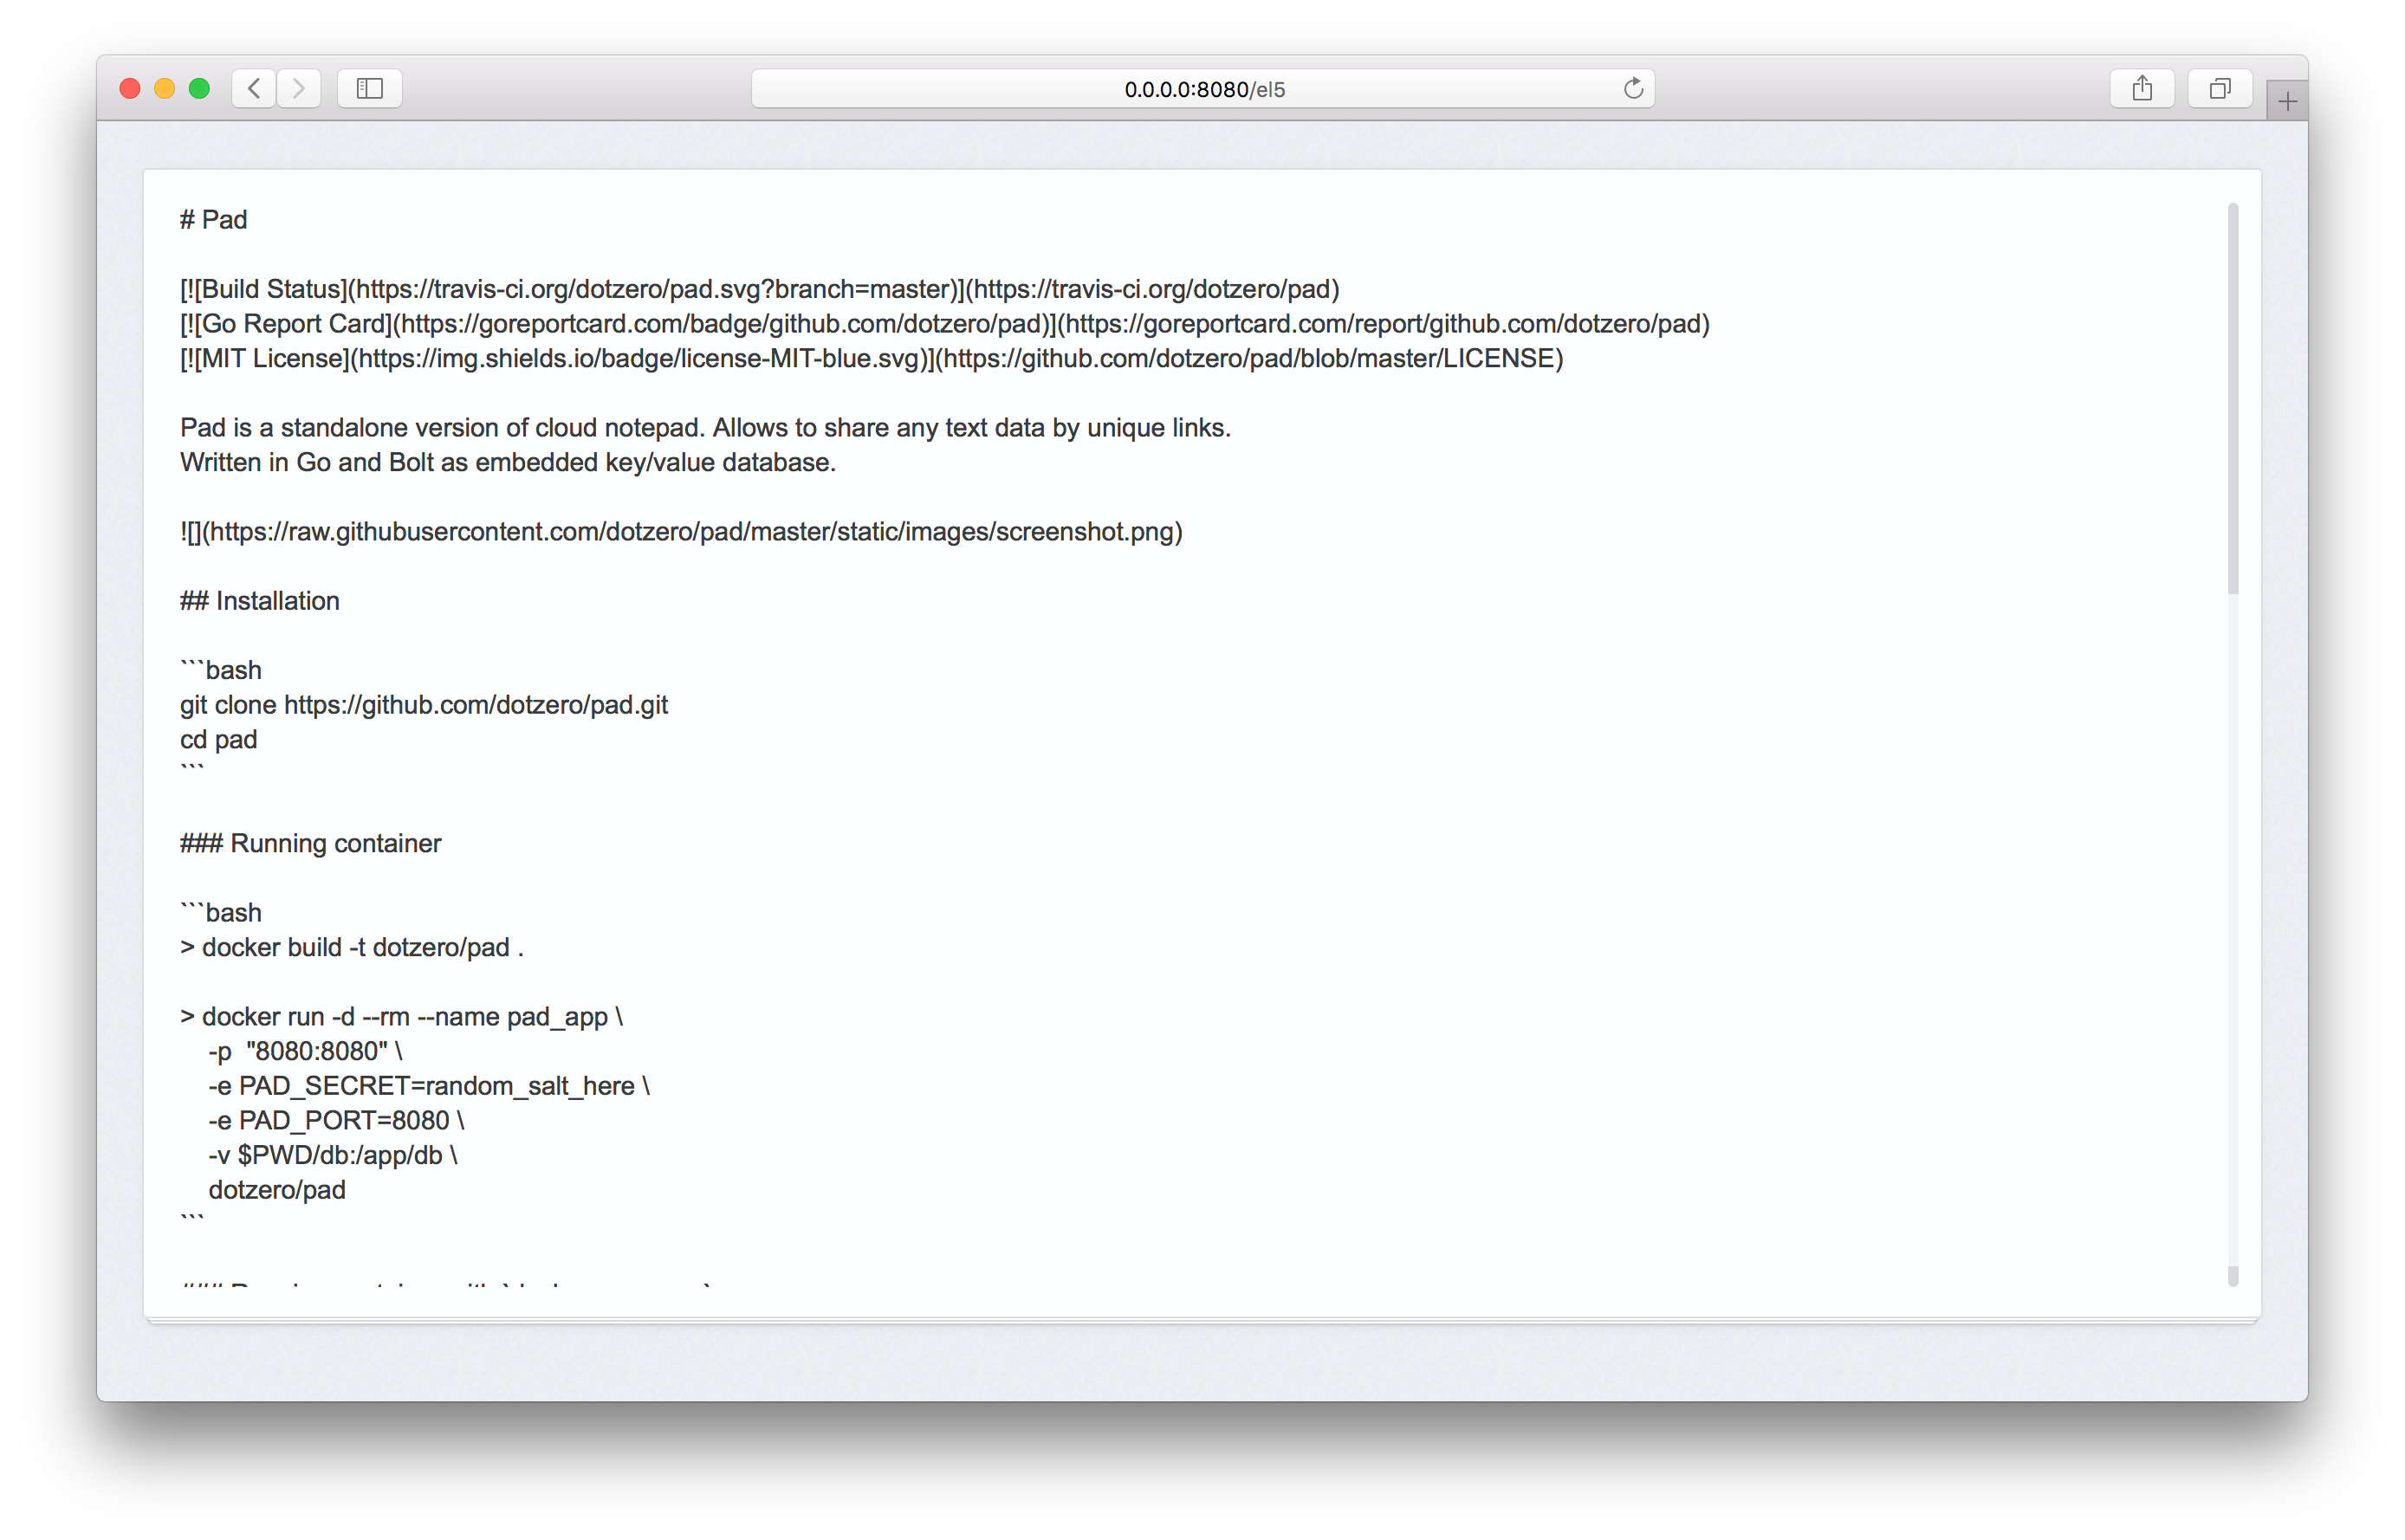 0.0.0.0:8080/el5
# Pad
[![Build Status](https://travis-ci.org/dotzero/pad.svg?branch=master)](https://travis-ci.org/dotzero/pad)
[![Go Report Card](https://goreportcard.com/badge/github.com/dotzero/pad)](https://goreportcard.com/report/github.com/dotzero/pad)
[![MIT License](https://img.shields.io/badge/license-MIT-blue.svg)](https://github.com/dotzero/pad/blob/master/LICENSE)
Pad is a standalone version of cloud notepad. Allows to share any text data by unique links.
Written in Go and Bolt as embedded key/value database.
![](https://raw.githubusercontent.com/dotzero/pad/master/static/images/screenshot.png)
## Installation
```bash
git clone https://github.com/dotzero/pad.git
cd pad
```
### Running container
```bash
> docker build -t dotzero/pad .
> docker run -d --rm --name pad_app \
    -p  "8080:8080" \
    -e PAD_SECRET=random_salt_here \
    -e PAD_PORT=8080 \
    -v $PWD/db:/app/db \
    dotzero/pad
```